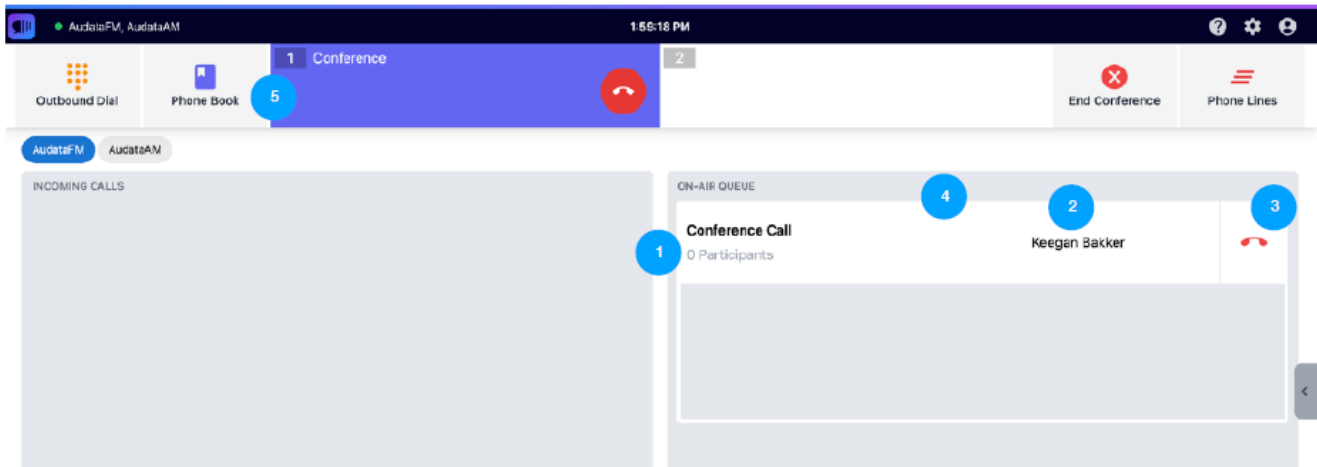 AudataFM, AudataAM
1:59:18 PM
Outbound Dial
Phone Book
5
1 Conference
2
End Conference
Phone Lines
AudataFM
AudataAM
INCOMING CALLS
ON-AIR QUEUE
4
2
3
1
Conference Call
0 Participants
Keegan Bakker